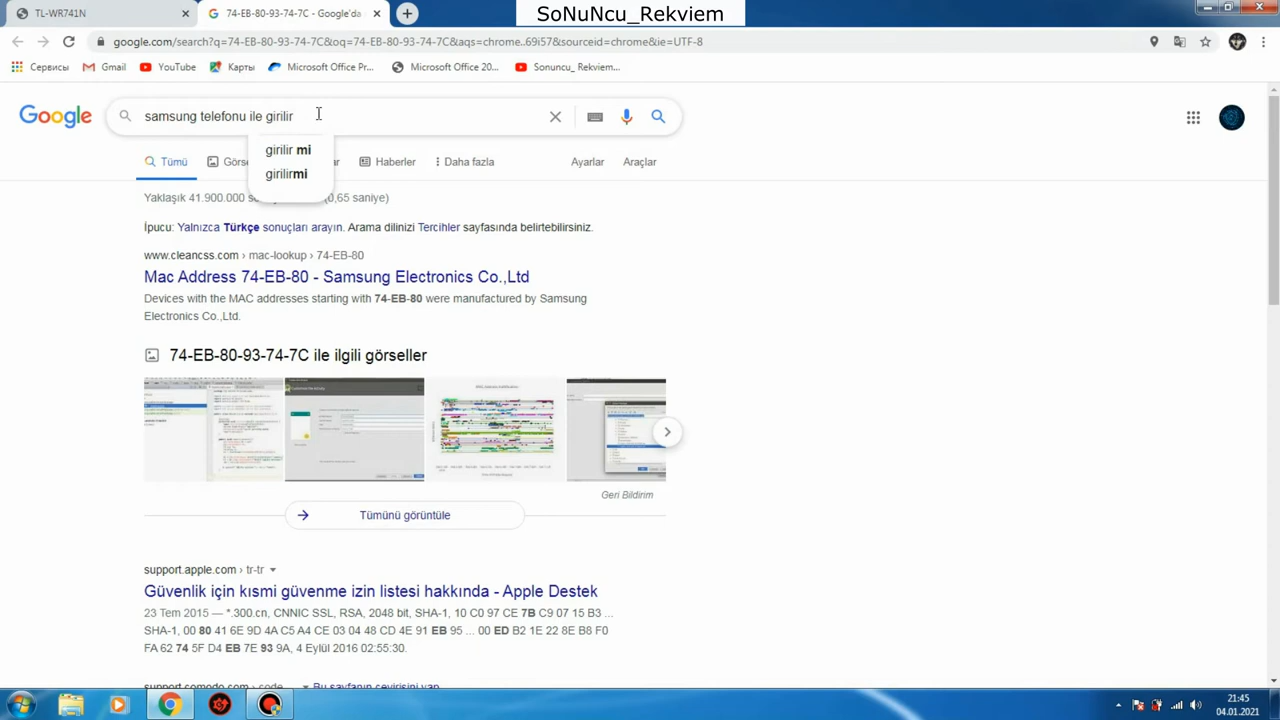 SoNuNcu_Rekviem
TL-WR741N
74-EB-80-93-74-7C - Google'da
google.com/search?q=74-EB-80-93-74-7C&oq=74-EB-80-93-74-7C&aqs=chrome..69i57&sourceid=chrome&ie=UTF-8
Сервисы Gmail YouTube Карты Microsoft Office Pr... Microsoft Office 20... Sonuncu_ Rekviem...
Google samsung telefonu ile girilir
girilir mi
girilirmi
Tümü Görse ar Haberler Daha fazla Ayarlar Araçlar
Yaklaşık 41.900.000 so (0,65 saniye)
İpucu: Yalnızca Türkçe sonuçları arayın. Arama dilinizi Tercihler sayfasında belirtebilirsiniz.
www.cleancss.com › mac-lookup › 74-EB-80
Mac Address 74-EB-80 - Samsung Electronics Co.,Ltd
Devices with the MAC addresses starting with 74-EB-80 were manufactured by Samsung
Electronics Co.,Ltd.
74-EB-80-93-74-7C ile ilgili görseller
Geri Bildirim
Tümünü görüntüle
support.apple.com › tr-tr
Güvenlik için kısmi güvenme izin listesi hakkında - Apple Destek
23 Tem 2015 — *.300.cn, CNNIC SSL, RSA, 2048 bit, SHA-1, 10 C0 97 CE 7B C9 07 15 B3 ...
SHA-1, 00 80 41 6E 9D 4A C5 A4 CE 03 04 48 CD 4E 91 EB 95 ... 00 ED B2 1E 22 8E B8 F0
FA 62 74 5F D4 EB 7E 93 9A, 4 Eylül 2016 02:55:30.
support.comodo.com › code Bu sayfanın çevirisini yap
21:45
04.01.2021